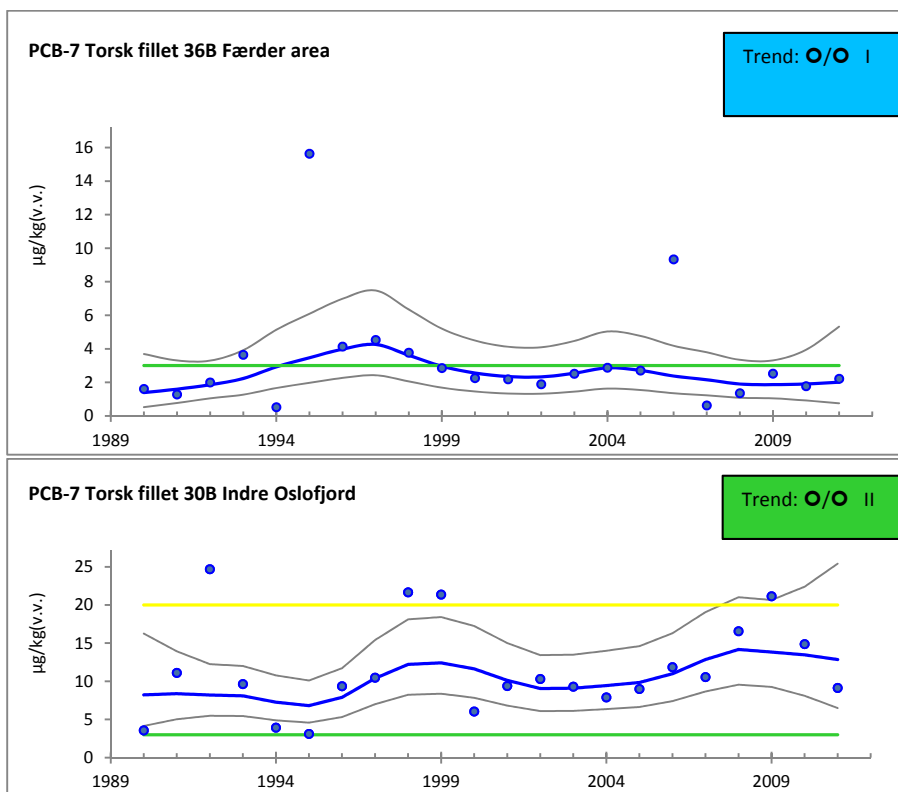 PCB-7 Torsk fillet 36B Færder area
Trend: O/O I
µg/kg(v.v.)
16
14
12
10
8
6
4
2
0
1989 1994 1999 2004 2009
PCB-7 Torsk fillet 30B Indre Oslofjord
Trend: O/O II
µg/kg(v.v.)
25
20
15
10
5
0
1989 1994 1999 2004 2009